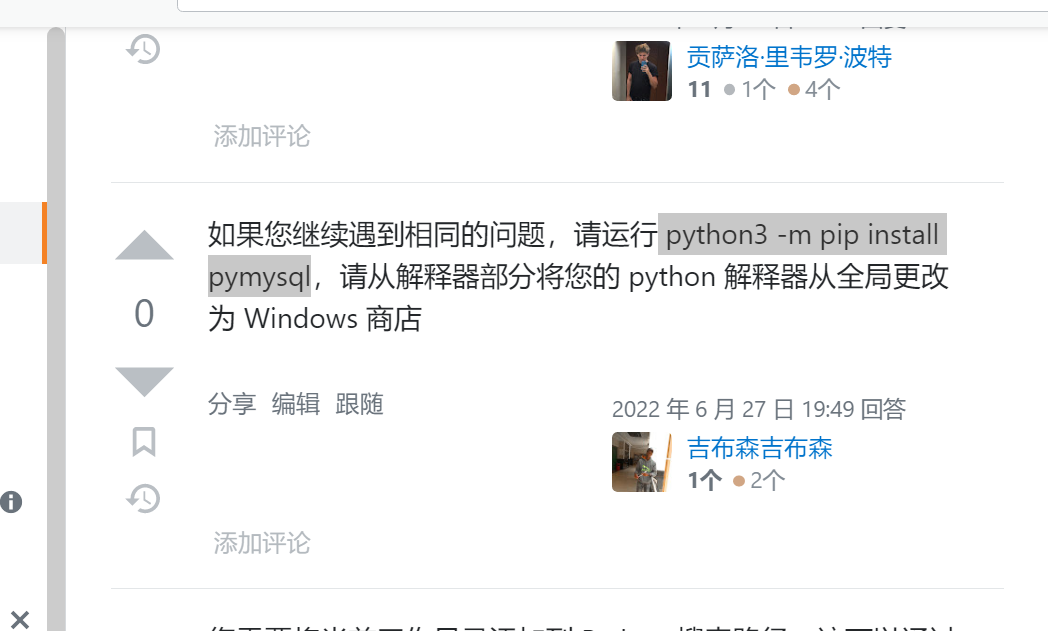 贡萨洛·里韦罗·波特
11 1个 4个
添加评论
如果您继续遇到相同的问题，请运行 python3 -m pip install
pymysql，请从解释器部分将您的 python 解释器从全局更改
为 Windows 商店
0
分享 编辑 跟随
2022 年 6 月 27 日 19:49 回答
吉布森吉布森
1个 2个
添加评论